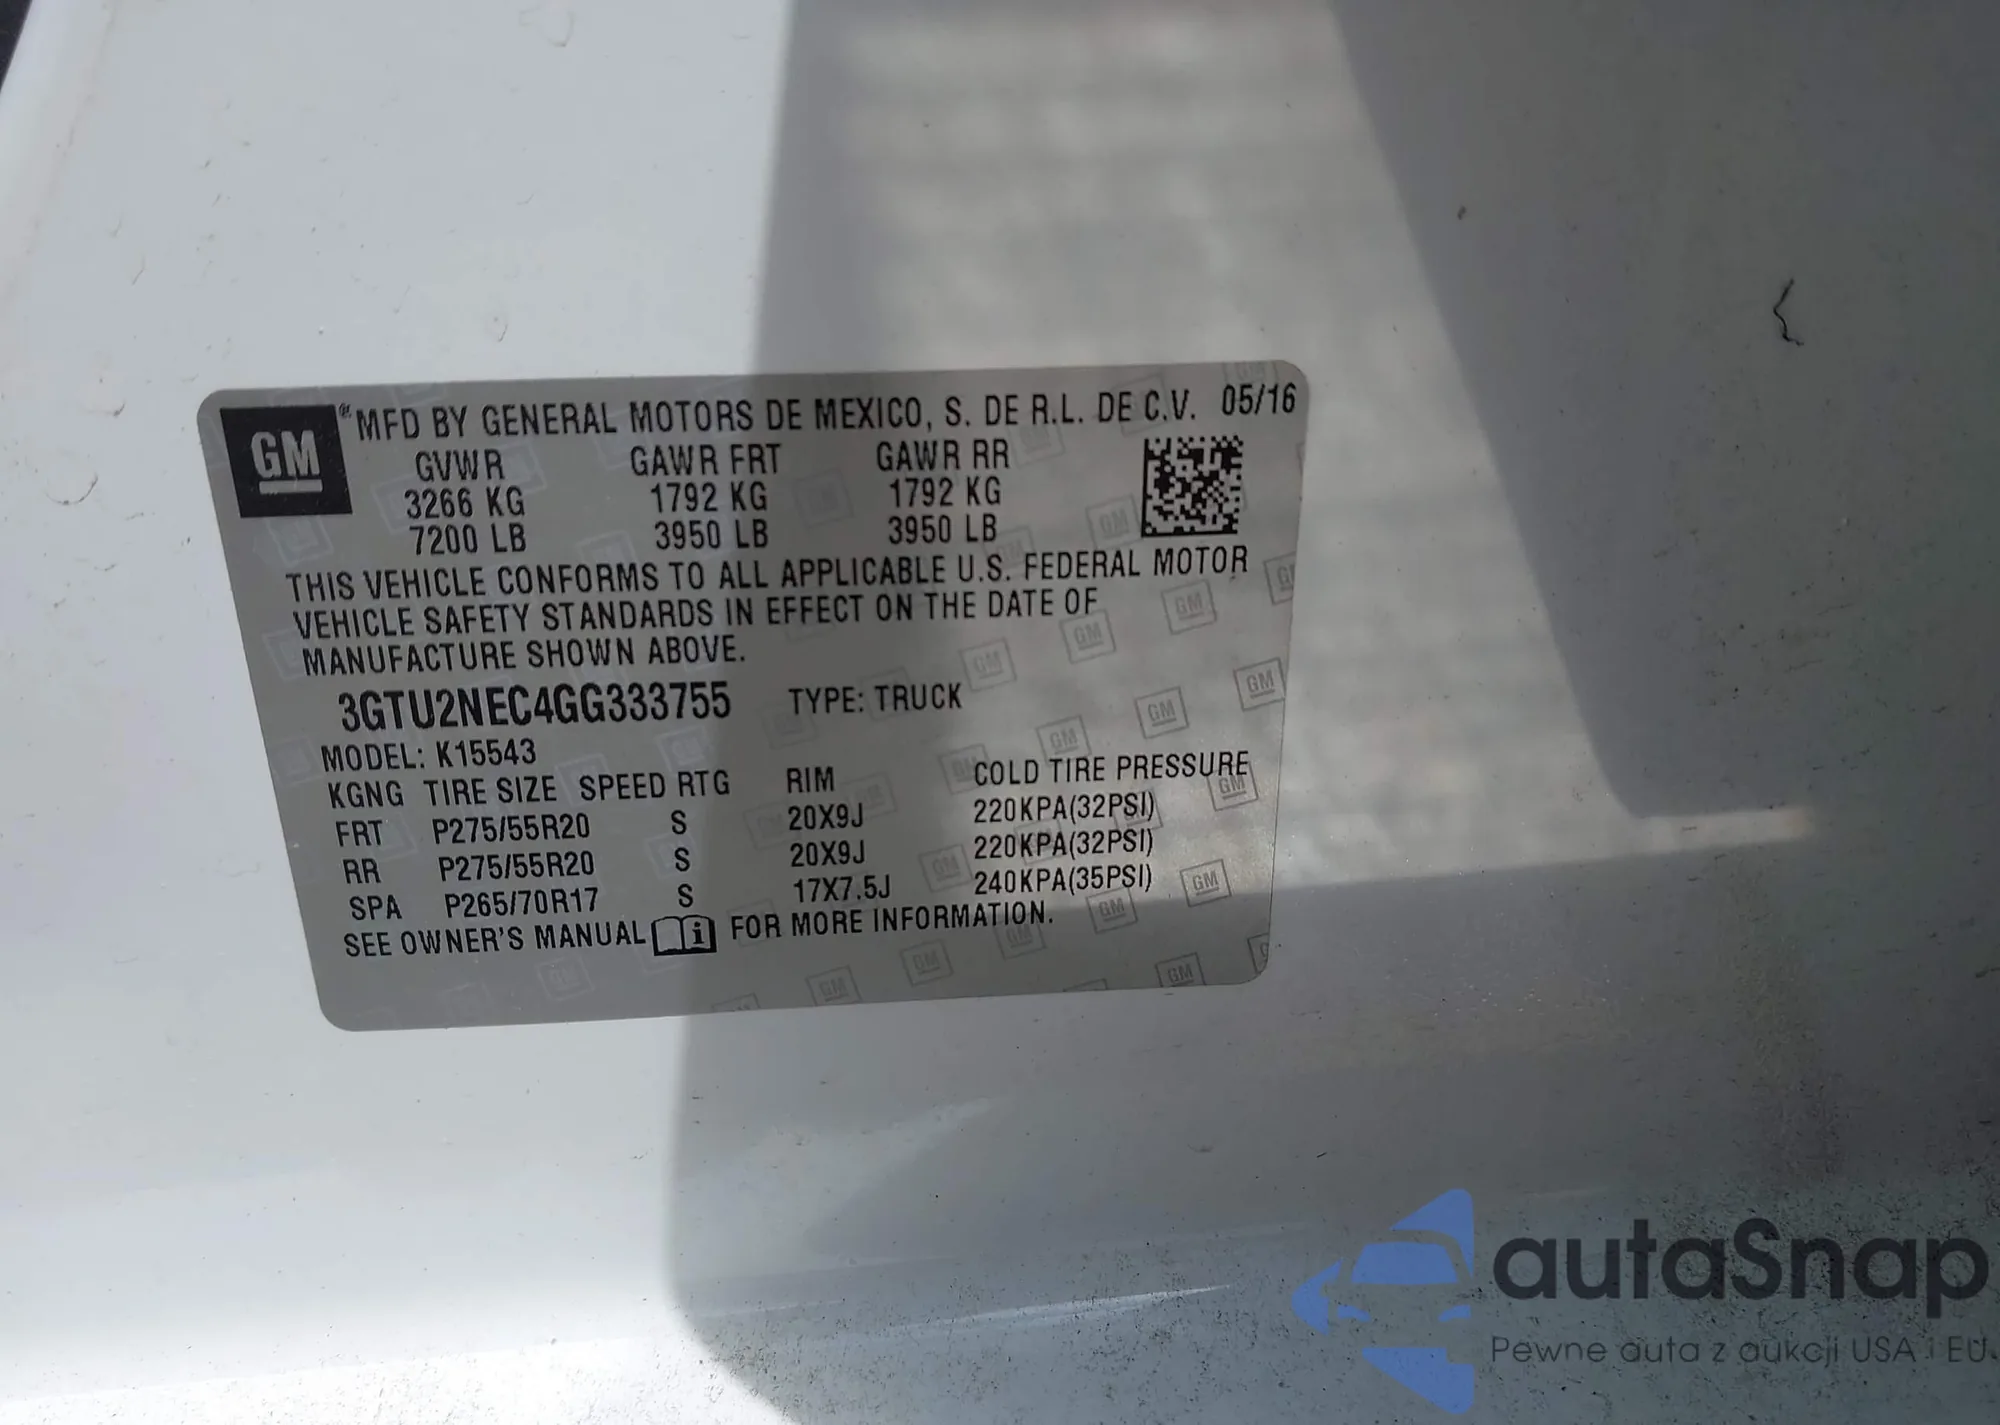 GM ® MFD BY GENERAL MOTORS DE MEXICO, S. DE R.L. DE C.V. 05/16
GVWR GAWR FRT GAWR RR
3266 KG 1792 KG 1792 KG
7200 LB 3950 LB 3950 LB
THIS VEHICLE CONFORMS TO ALL APPLICABLE U.S. FEDERAL MOTOR
VEHICLE SAFETY STANDARDS IN EFFECT ON THE DATE OF
MANUFACTURE SHOWN ABOVE.
3GTU2NEC4GG333755 TYPE: TRUCK
MODEL: K15543
KGNG TIRE SIZE SPEED RTG RIM COLD TIRE PRESSURE
FRT P275/55R20 S 20X9J 220KPA(32PSI)
RR P275/55R20 S 20X9J 220KPA(32PSI)
SPA P265/70R17 S 17X7.5J 240KPA(35PSI)
SEE OWNER'S MANUAL i FOR MORE INFORMATION.
autaSnap
Pewne auta z aukcji USA i EU.